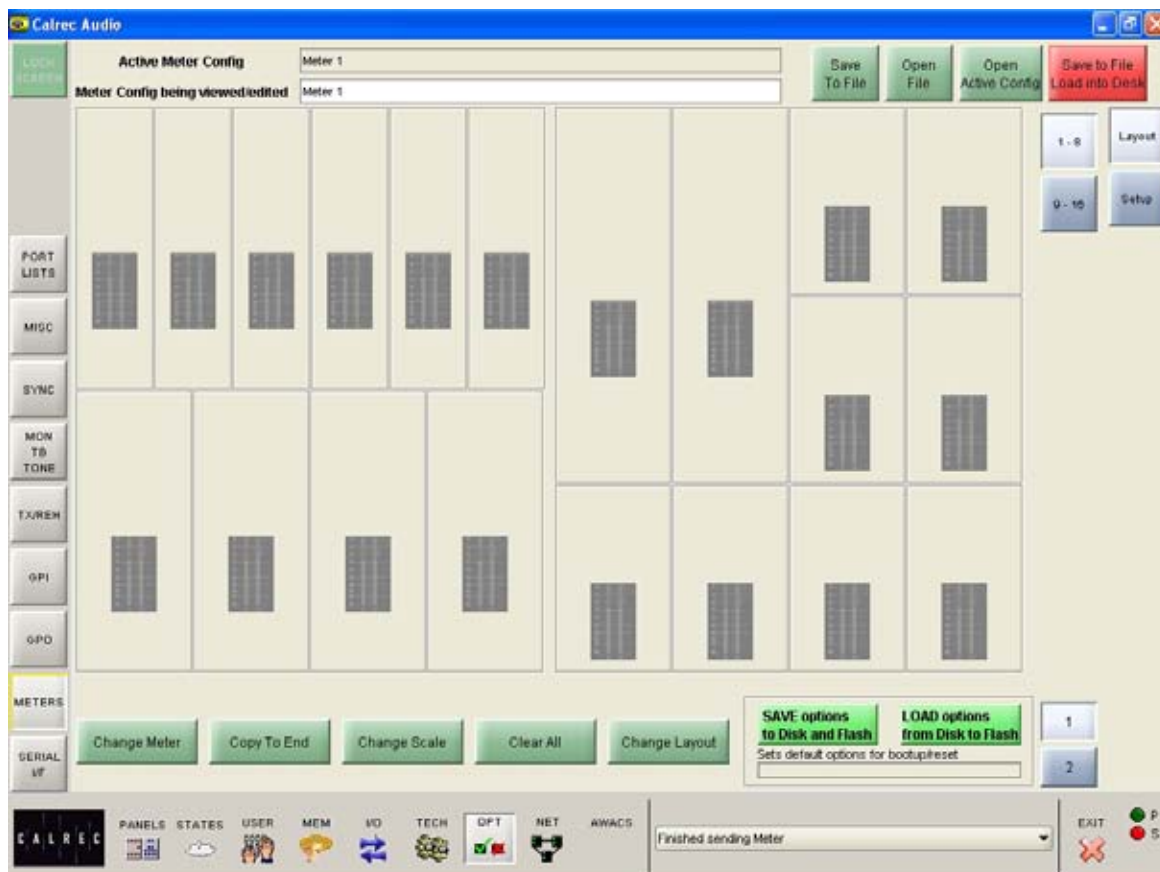 Calrec Audio
LOCK
SCREEN
Active Meter Config
Meter 1
Meter Config being viewed/edited
Meter 1
Save
To File
Open
File
Open
Active Config
Save to File
Load into Desk
1 - 8
Layout
9 - 16
Setup
PORT
LISTS
MISC
SYNC
MON
TB
TONE
TX/REH
GPI
GPO
METERS
SERIAL
I/F
Change Meter
Copy To End
Change Scale
Clear All
Change Layout
SAVE options
to Disk and Flash
LOAD options
from Disk to Flash
Sets default options for bootup/reset
1
2
CALREC
PANELS
STATES
USER
MEM
I/O
TECH
OPT
NET
AWACS
Finished sending Meter
EXIT
P
S